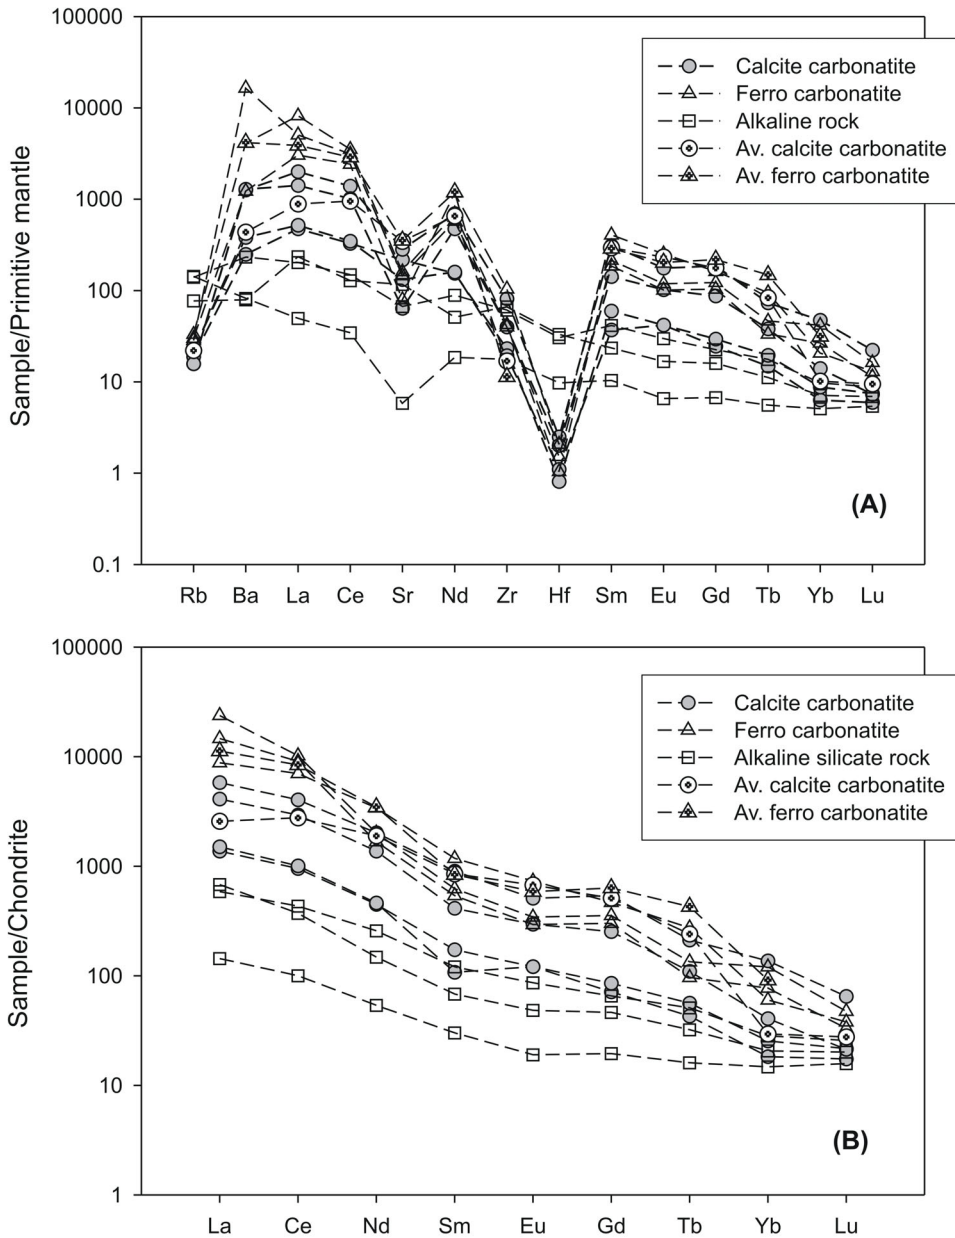 100000
10000
1000
100
10
1
0.1
Sample/Primitive mantle
Calcite carbonatite
Ferro carbonatite
Alkaline rock
Av. calcite carbonatite
Av. ferro carbonatite
(A)
Rb Ba La Ce Sr Nd Zr Hf Sm Eu Gd Tb Yb Lu
100000
10000
1000
100
10
1
Sample/Chondrite
Calcite carbonatite
Ferro carbonatite
Alkaline silicate rock
Av. calcite carbonatite
Av. ferro carbonatite
(B)
La Ce Nd Sm Eu Gd Tb Yb Lu